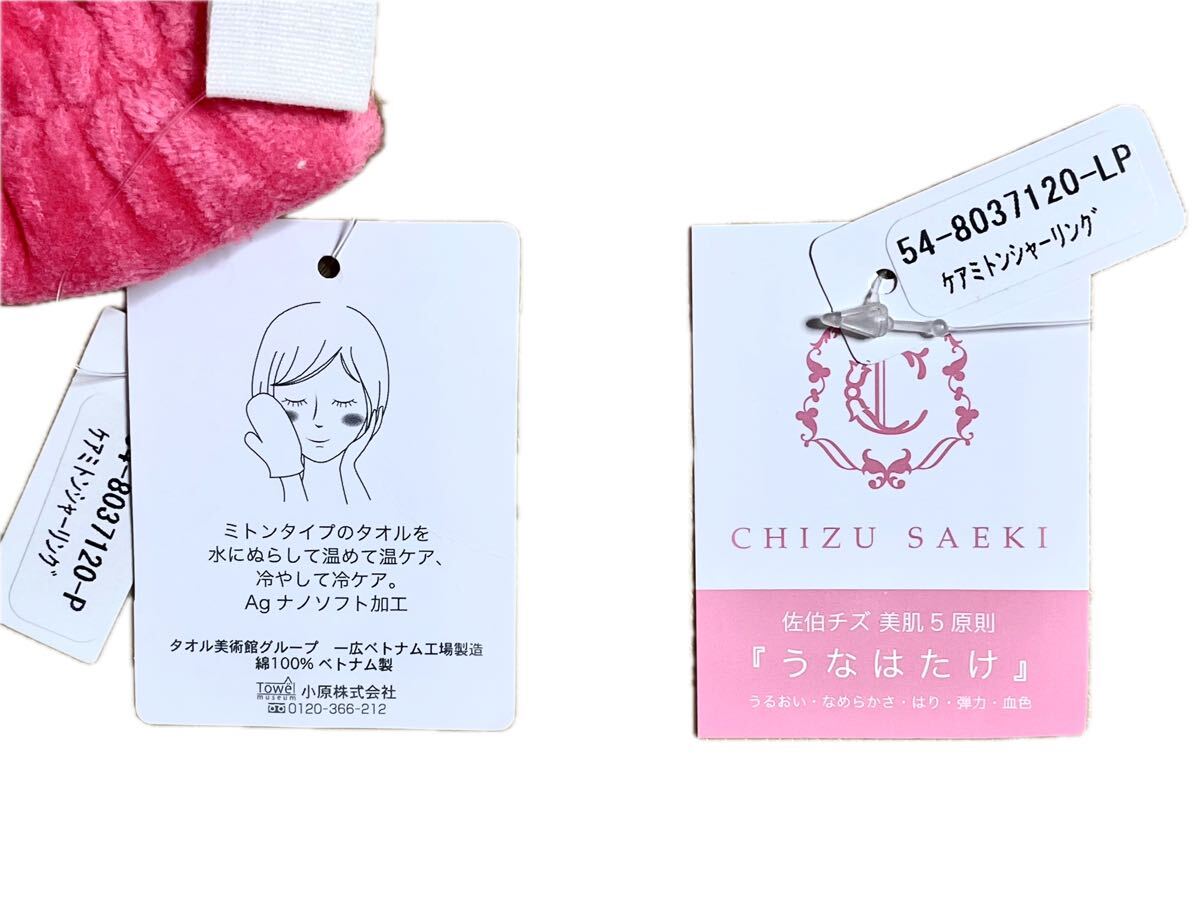 ミトンタイプのタオルを
水にぬらして温めて温ケア、
冷やして冷ケア。
Ag ナノソフト加工
タオル美術館グループ 一広ベトナム工場製造
綿100% ベトナム製
Towel museum 小原株式会社
0120-366-212
54-8037120-P
ケアミトンシャーリング
54-8037120-LP
ケアミトンシャーリング
C
CHIZU SAEKI
佐伯チズ 美肌5原則
『うなはたけ』
うるおい・なめらかさ・はり・弾力・血色